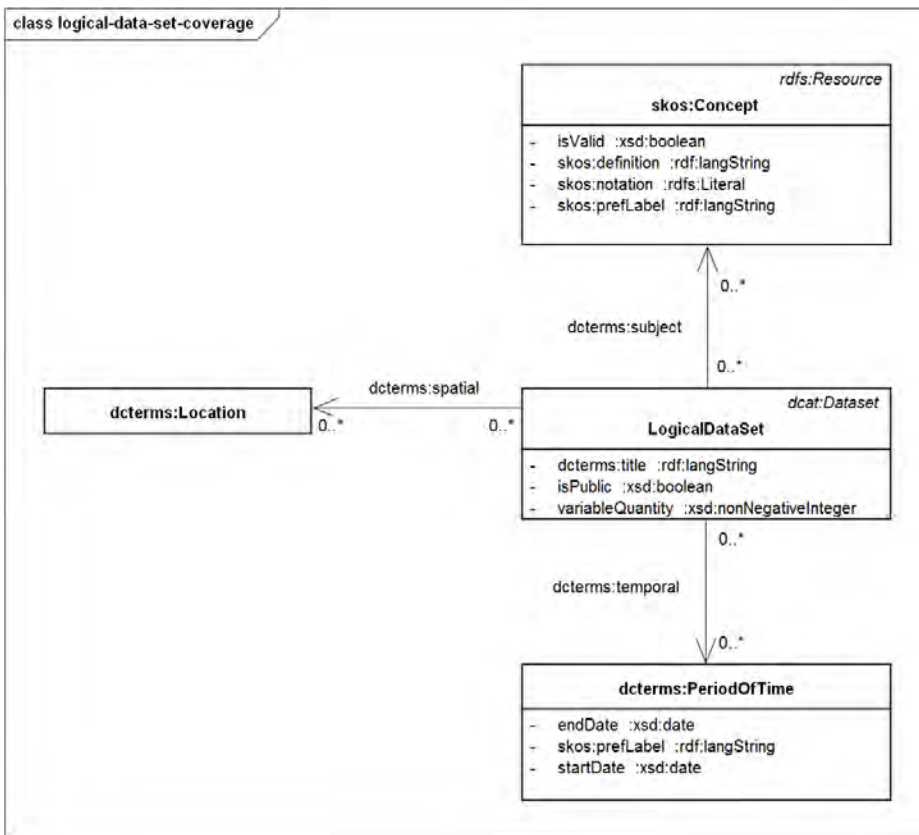 class logical-data-set-coverage
rdfs:Resource
skos:Concept
- isValid :xsd:boolean
- skos:definition :rdf:langString
- skos:notation :rdfs:Literal
- skos:prefLabel :rdf:langString
0..*
dcterms:subject
0..*
dcterms:spatial
dcterms:Location
0..*
0..*
dcat:Dataset
LogicalDataSet
- dcterms:title :rdf:langString
- isPublic :xsd:boolean
- variableQuantity :xsd:nonNegativeInteger
0..*
dcterms:temporal
0..*
dcterms:PeriodOfTime
- endDate :xsd:date
- skos:prefLabel :rdf:langString
- startDate :xsd:date